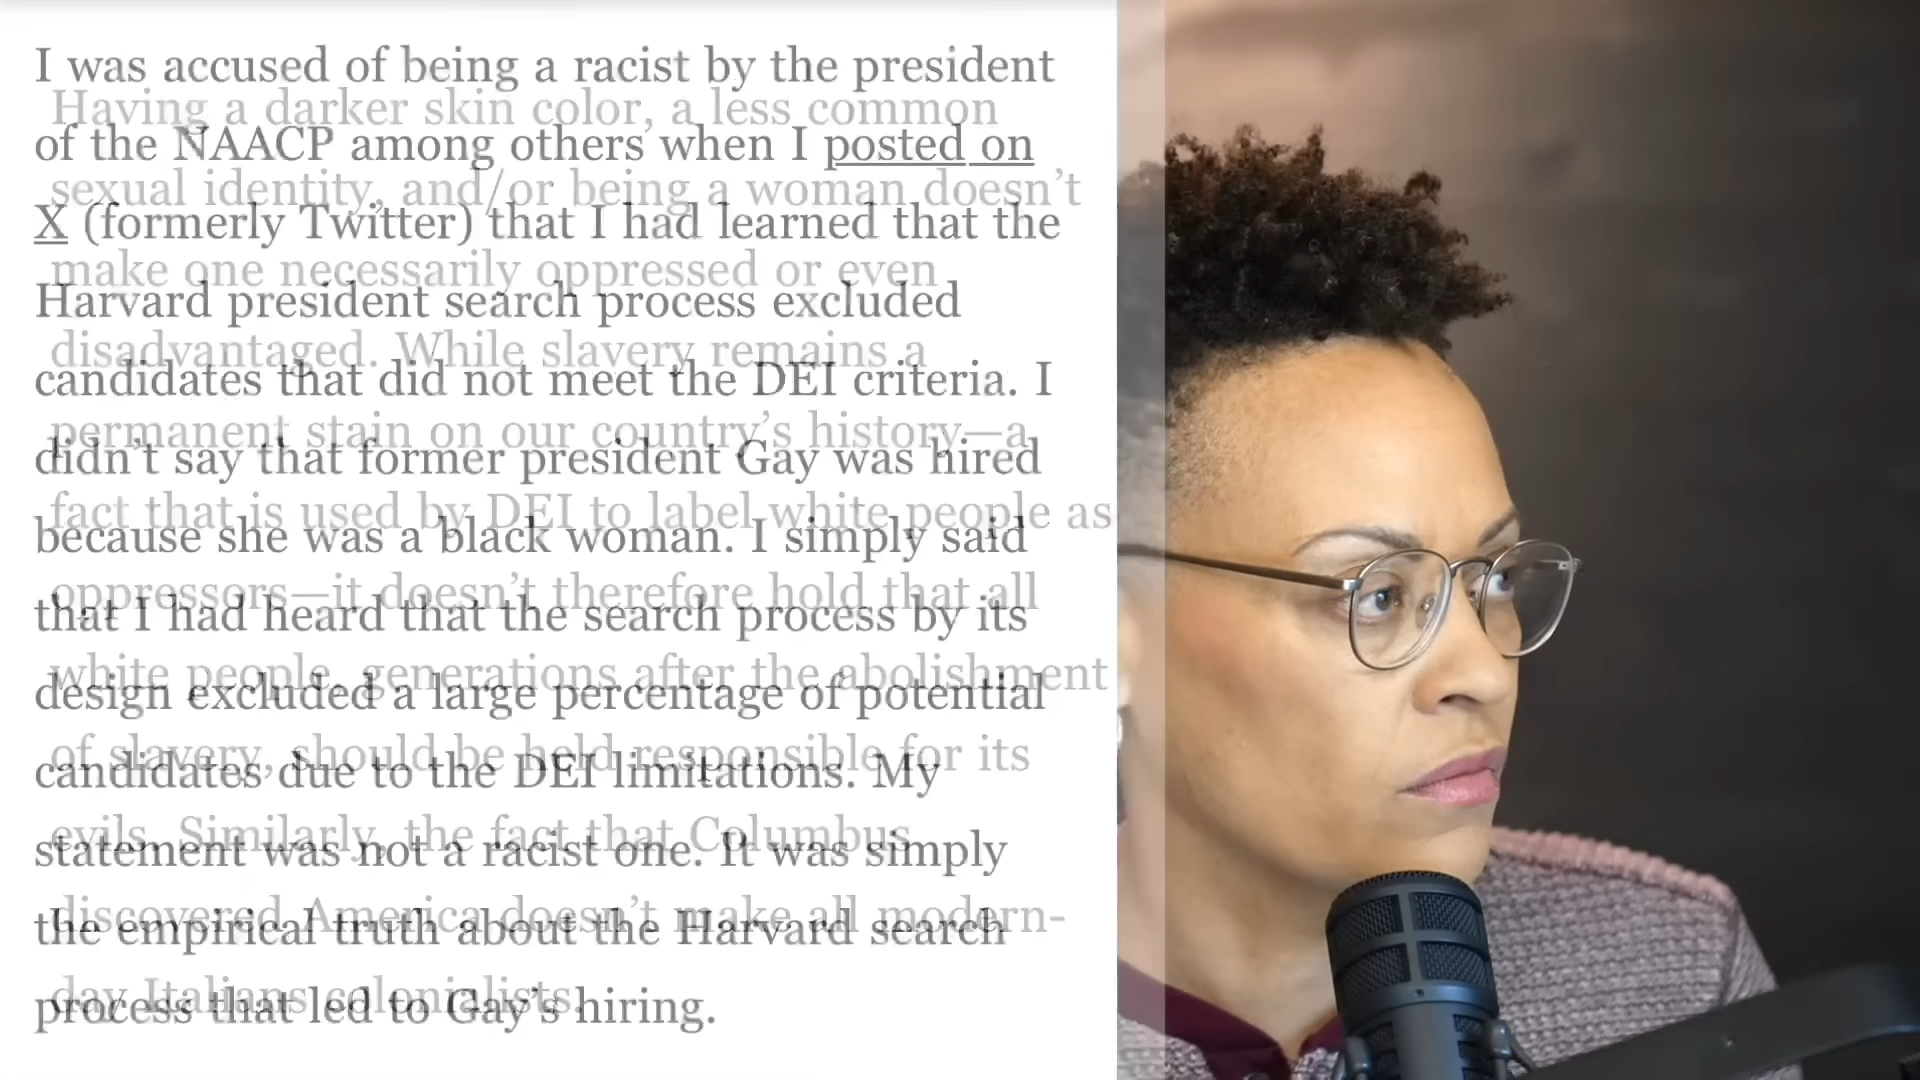 I was accused of being a racist by the president
of the NAACP among others when I posted on
X (formerly Twitter) that I had learned that the
Harvard president search process excluded
candidates that did not meet the DEI criteria. I
didn't say that former president Gay was hired
because she was a black woman. I simply said
that I had heard that the search process by its
design excluded a large percentage of potential
candidates due to the DEI limitations. My
statement was not a racist one. It was simply
the empirical truth about the Harvard search
process that led to Gay's hiring.
Having a darker skin color, a less common
sexual identity, and/or being a woman doesn't
make one necessarily oppressed or even
disadvantaged. While slavery remains a
permanent stain on our country's history—a
fact that is used by DEI to label white people as
oppressors—it doesn't therefore hold that all
white people, generations after the abolishment
of slavery, should be held responsible for its
evils. Similarly, the fact that Columbus
discovered America doesn't make all modern-
day Italians colonialists.